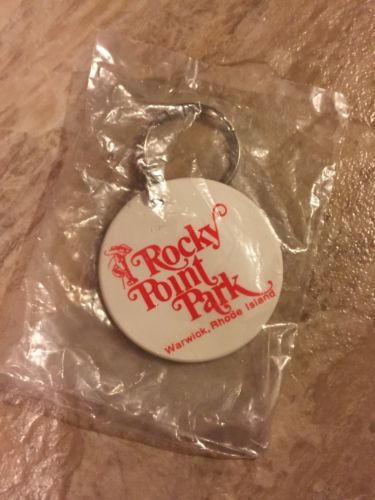 Rocky
Point
Park
Warwick, Rhode Island